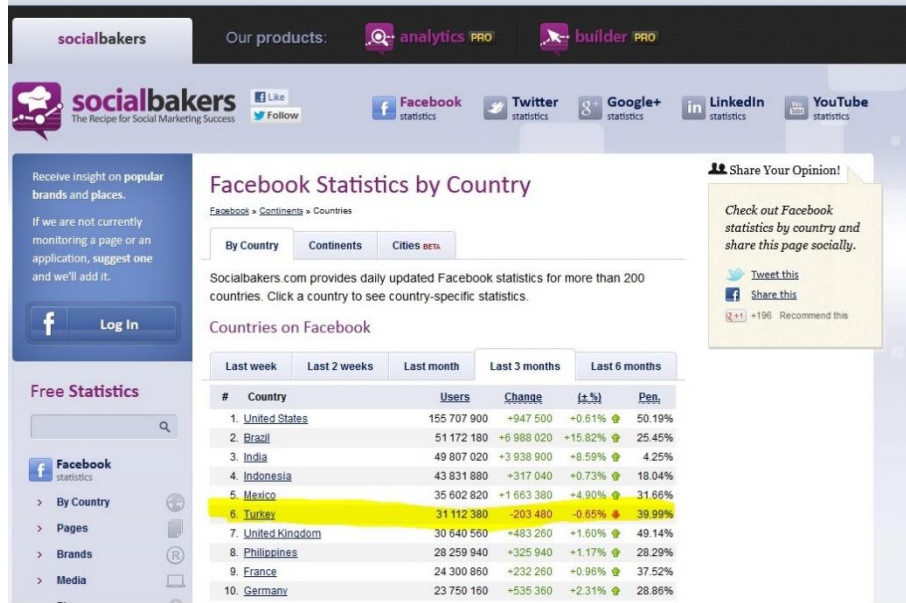 socialbakers
Our products: analytics PRO builder PRO
socialbakers
The Recipe for Social Marketing Success
Like
Follow
Facebook statistics
Twitter statistics
Google+ statistics
LinkedIn statistics
YouTube statistics
Receive insight on popular
brands and places.
If we are not currently
monitoring a page or an
application, suggest one
and we'll add it.
Log In
Free Statistics
Facebook
statistics
By Country
Pages
Brands
Media
Facebook Statistics by Country
Facebook » Continents » Countries
By Country Continents Cities BETA
Socialbakers.com provides daily updated Facebook statistics for more than 200
countries. Click a country to see country-specific statistics.
Countries on Facebook
Last week Last 2 weeks Last month Last 3 months Last 6 months
# Country Users Change (± %) Pen.
1. United States 155 707 900 +947 500 +0.61% 50.19%
2. Brazil 51 172 180 +6 988 020 +15.82% 25.45%
3. India 49 807 020 +3 938 900 +8.59% 4.25%
4. Indonesia 43 831 880 +317 040 +0.73% 18.04%
5. Mexico 35 602 820 +1 663 380 +4.90% 31.66%
6. Turkey 31 112 380 -203 480 -0.65% 39.99%
7. United Kingdom 30 640 560 +483 260 +1.60% 49.14%
8. Philippines 28 259 940 +325 940 +1.17% 28.29%
9. France 24 300 860 +232 260 +0.96% 37.52%
10. Germany 23 750 160 +535 360 +2.31% 28.86%
Share Your Opinion!
Check out Facebook
statistics by country and
share this page socially.
Tweet this
Share this
+196 Recommend this